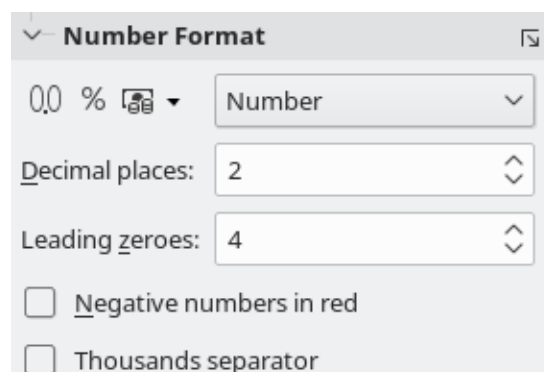 Number Format
0.0 % Number
Decimal places: 2
Leading zeroes: 4
Negative numbers in red
Thousands separator